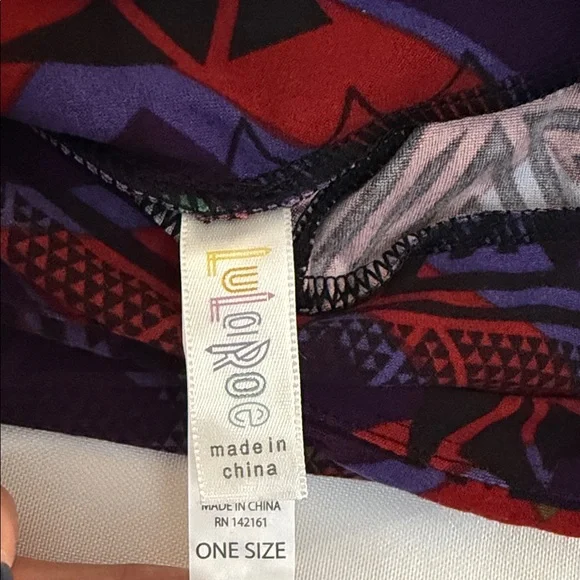 LuLaRoe
made in
china
MADE IN CHINA
RN 142161
ONE SIZE